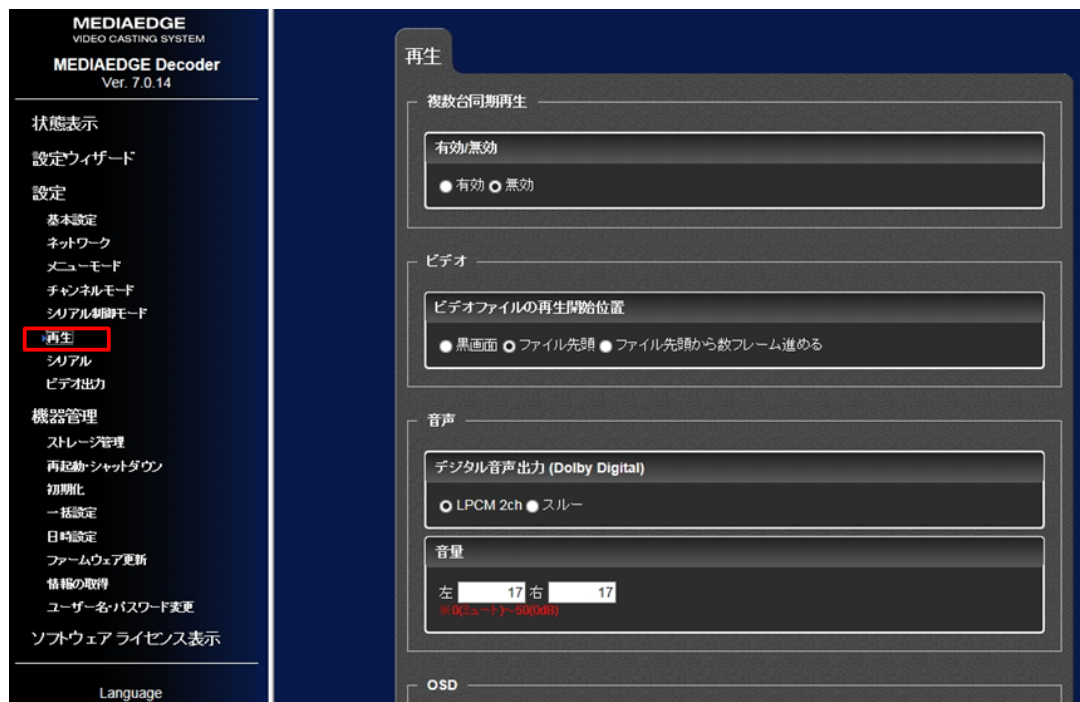 MEDIAEDGE
VIDEO CASTING SYSTEM
MEDIAEDGE Decoder
Ver. 7.0.14
状態表示
設定ウィザード
設定
基本設定
ネットワーク
メニューモード
チャンネルモード
シリアル制御モード
再生
シリアル
ビデオ出力
機器管理
ストレージ管理
再起動・シャットダウン
初期化
一括設定
日時設定
ファームウェア更新
情報の取得
ユーザー名・パスワード変更
ソフトウェア ライセンス表示
Language
再生
複数台同期再生
有効/無効
有効 無効
ビデオ
ビデオファイルの再生開始位置
黒画面 ファイル先頭 ファイル先頭から数フレーム進める
音声
デジタル音声出力 (Dolby Digital)
LPCM 2ch スルー
音量
左 17 右 17
※0(ミュート)～50(0dB)
OSD